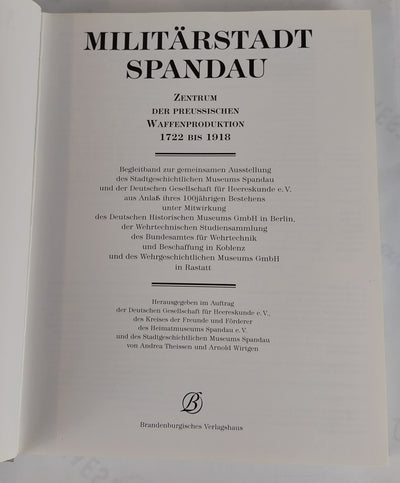 MILITÄRSTADT
SPANDAU
ZENTRUM
DER PREUSSISCHEN
WAFFENPRODUKTION
1722 BIS 1918
Begleitband zur gemeinsamen Ausstellung
des Stadtgeschichtlichen Museums Spandau
und der Deutschen Gesellschaft für Heereskunde e. V.
aus Anlaß ihres 100jährigen Bestehens
unter Mitwirkung
des Deutschen Historischen Museums GmbH in Berlin,
der Wehrtechnischen Studiensammlung
des Bundesamtes für Wehrtechnik
und Beschaffung in Koblenz
und des Wehrgeschichtlichen Museums GmbH
in Rastatt
Herausgegeben im Auftrag
der Deutschen Gesellschaft für Heereskunde e. V.,
des Kreises der Freunde und Förderer
des Heimatmuseums Spandau e. V.
und des Stadtgeschichtlichen Museums Spandau
von Andrea Theissen und Arnold Wirtgen
B
Brandenburgisches Verlagshaus